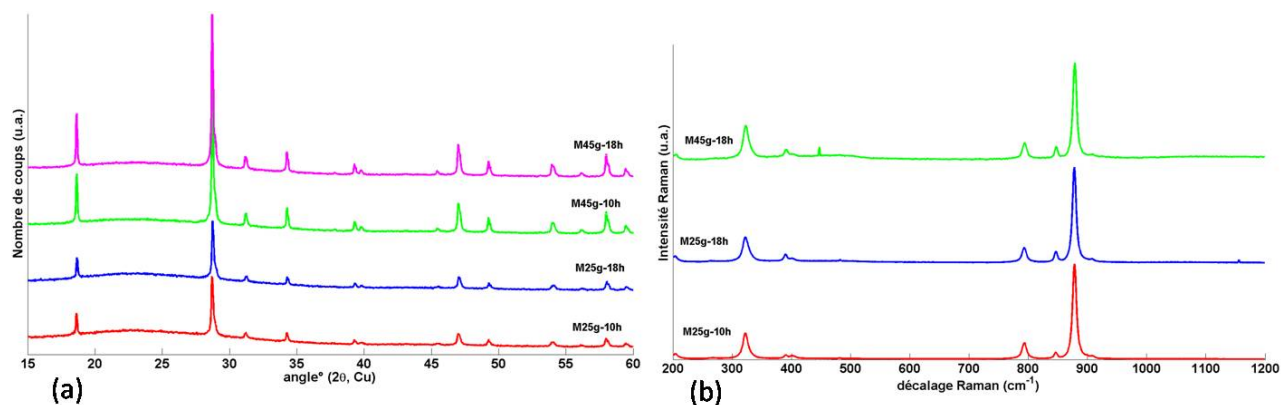 Nombre de coups (u.a.)
M45g-18h
M45g-10h
M25g-18h
M25g-10h
15 20 25 30 35 40 45 50 55 60
angle° (2θ, Cu)
(a)
Intensité Raman (u.a.)
M45g-18h
M25g-18h
M25g-10h
200 300 400 500 600 700 800 900 1000 1100 1200
décalage Raman (cm⁻¹)
(b)